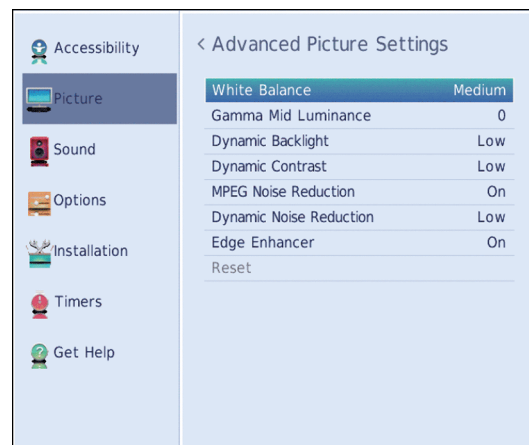 Accessibility
Picture
Sound
Options
Installation
Timers
Get Help
< Advanced Picture Settings
White Balance Medium
Gamma Mid Luminance 0
Dynamic Backlight Low
Dynamic Contrast Low
MPEG Noise Reduction On
Dynamic Noise Reduction Low
Edge Enhancer On
Reset